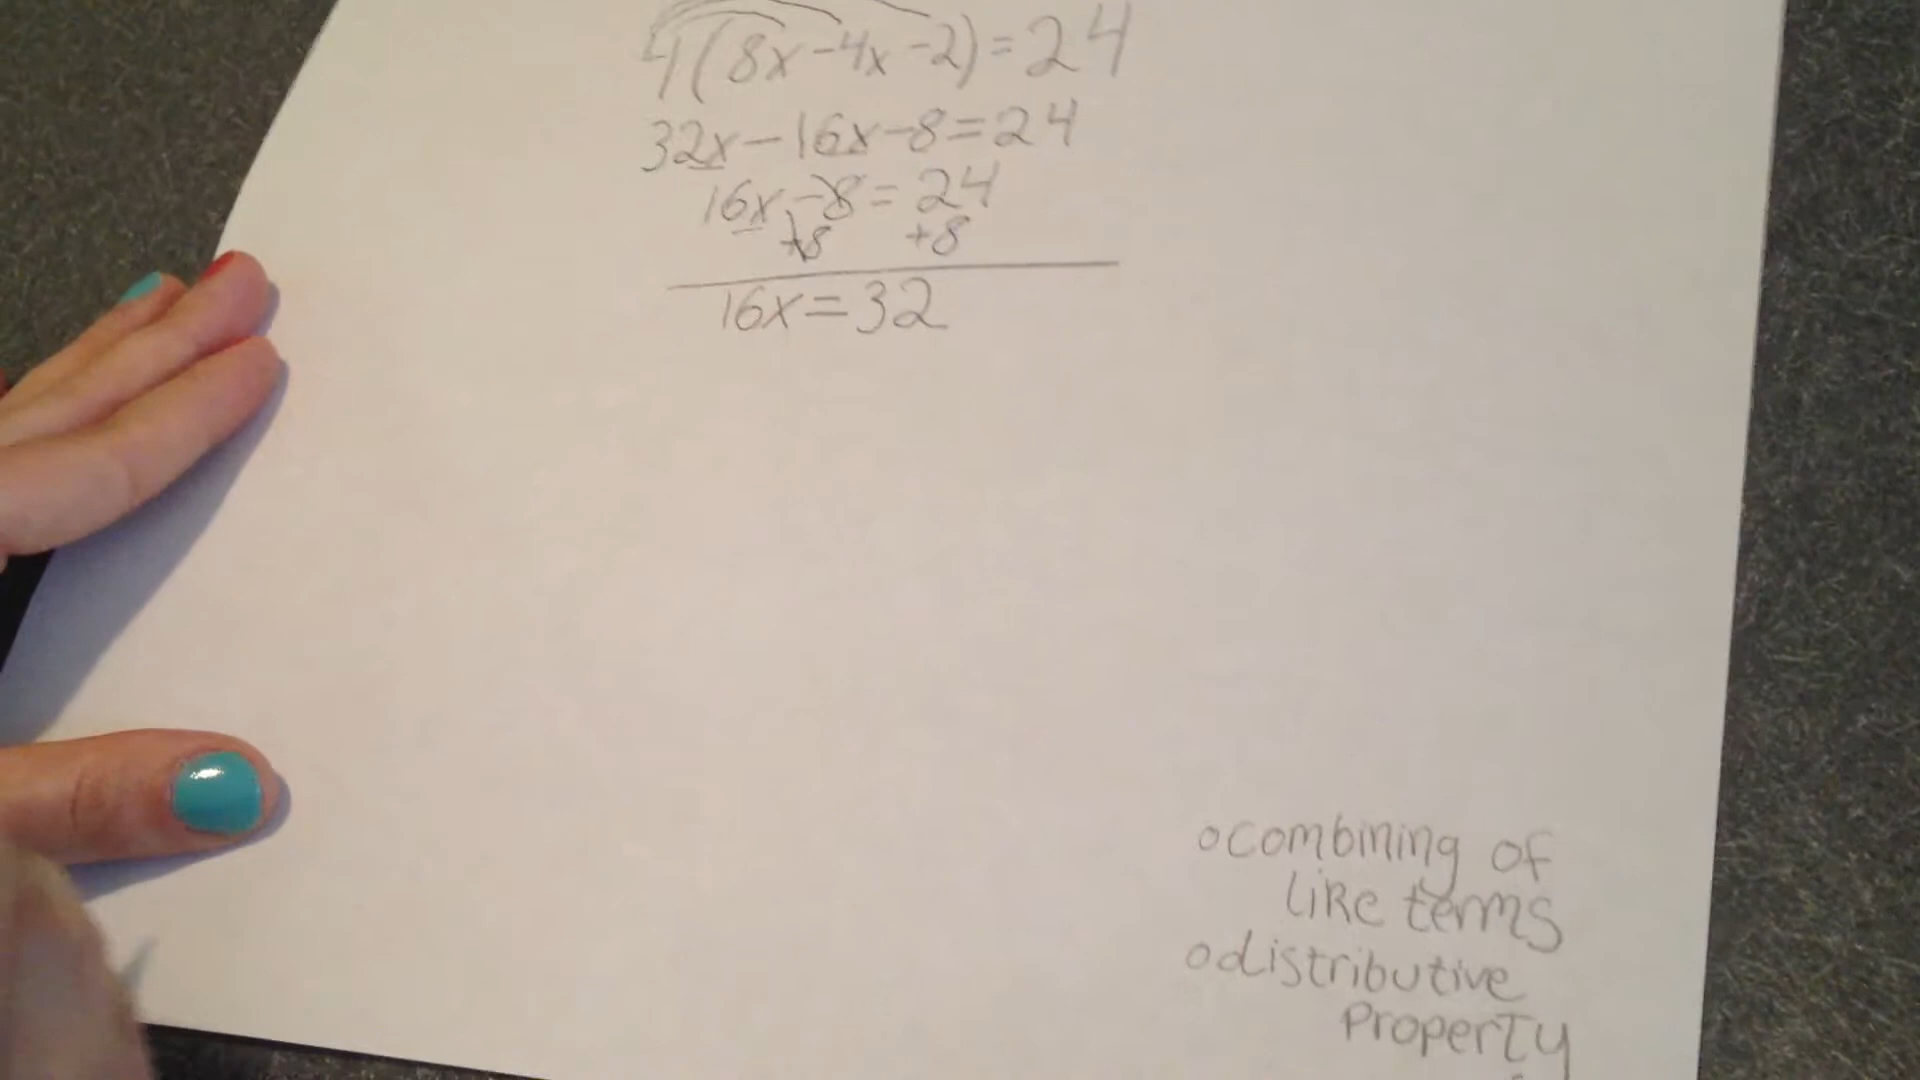 4(8x-4x-2)=24
32x-16x-8=24
16x-8=24
+8 +8
16x=32
o combining of
like terms
o distributive
property